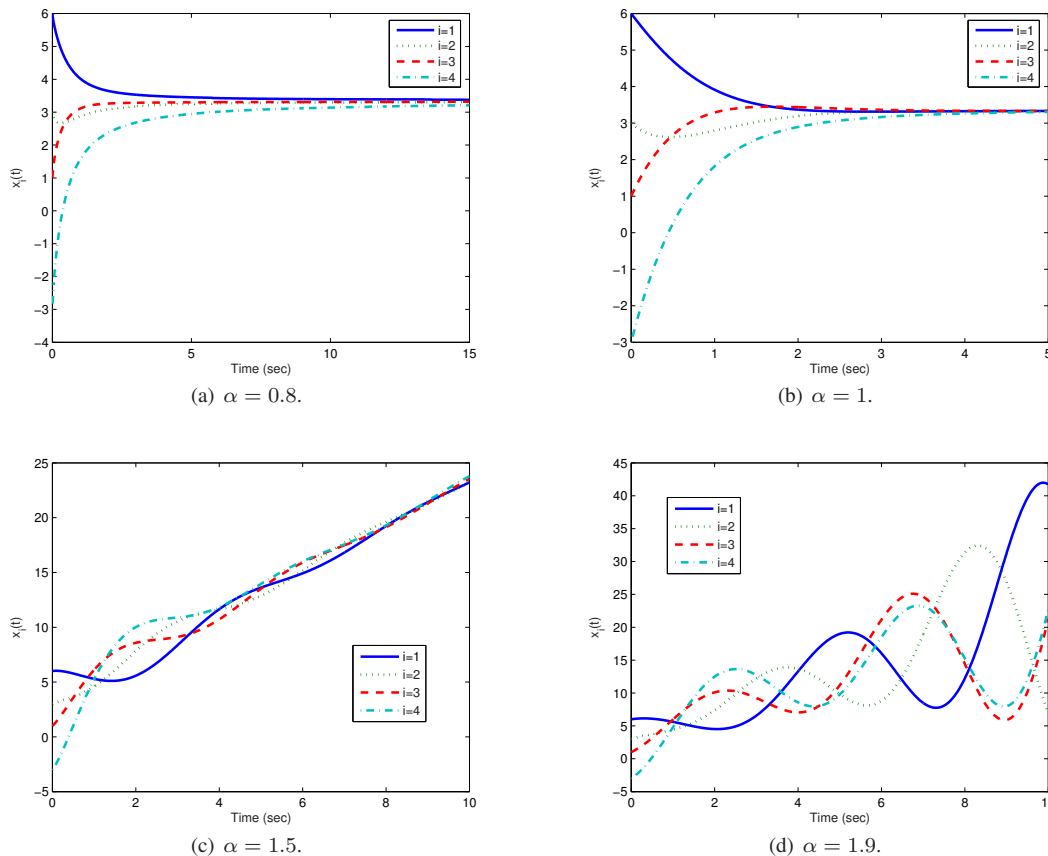 6
5
4
3
2
1
0
−1
−2
−3
−4
x_i(t)
i=1
i=2
i=3
i=4
0 5 10 15
Time (sec)
(a) α = 0.8.
6
5
4
3
2
1
0
−1
−2
−3
x_i(t)
i=1
i=2
i=3
i=4
0 1 2 3 4 5
Time (sec)
(b) α = 1.
25
20
15
10
5
0
−5
x_i(t)
i=1
i=2
i=3
i=4
0 2 4 6 8 10
Time (sec)
(c) α = 1.5.
45
40
35
30
25
20
15
10
5
0
−5
x_i(t)
i=1
i=2
i=3
i=4
0 2 4 6 8
Time (sec)
(d) α = 1.9.